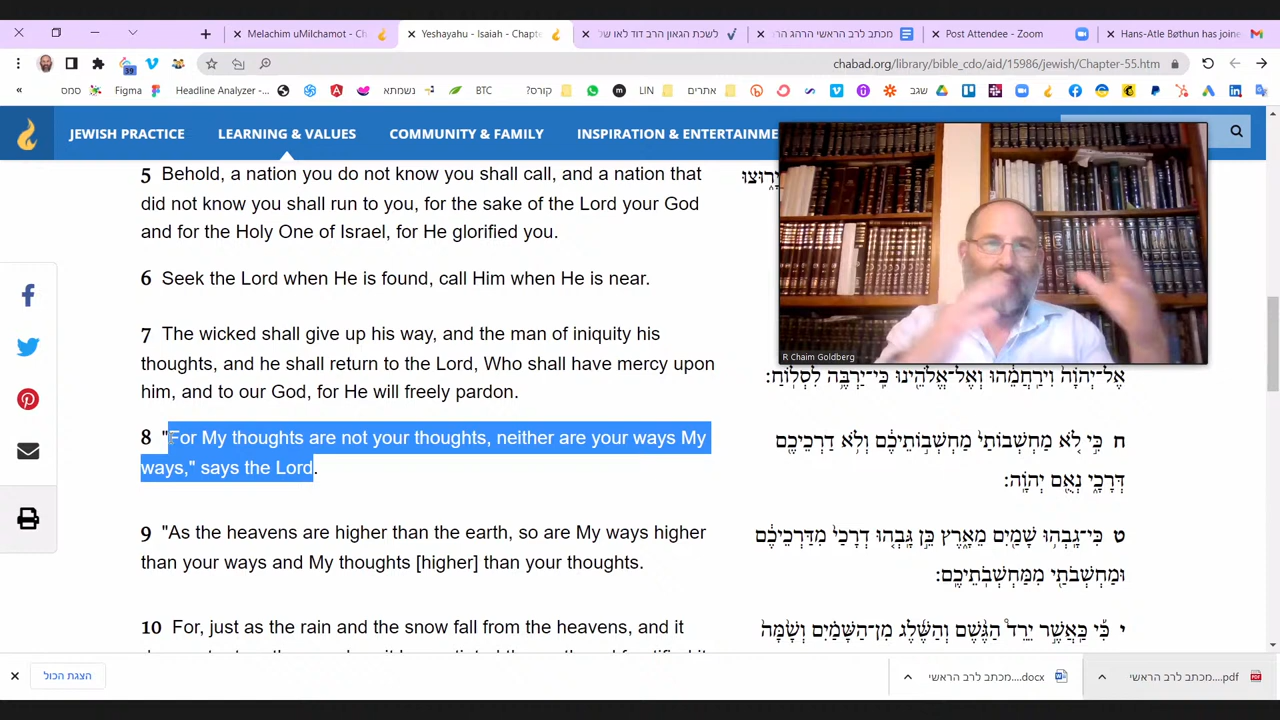 Melachim uMilchamot - Ch
Yeshayahu - Isaiah - Chapte
לשכת הגאון הרב דוד לאו של
מכתב לרב הראשי הרהג הרו
Post Attendee - Zoom
Hans-Atle Bøthun has joine
chabad.org/library/bible_cdo/aid/15986/jewish/Chapter-55.htm
39
«
סמס
Figma
Headline Analyzer -...
נשמתא
BTC
קורס?
LIN
אתרים
שגב
JEWISH PRACTICE
LEARNING & VALUES
COMMUNITY & FAMILY
INSPIRATION & ENTERTAINME
5 Behold, a nation you do not know you shall call, and a nation that
did not know you shall run to you, for the sake of the Lord your God
and for the Holy One of Israel, for He glorified you.
6 Seek the Lord when He is found, call Him when He is near.
7 The wicked shall give up his way, and the man of iniquity his
thoughts, and he shall return to the Lord, Who shall have mercy upon
him, and to our God, for He will freely pardon.
R Chaim Goldberg
אֶל־יְהֹוָה֙ וִֽירַחֲמֵ֔הוּ וְאֶל־אֱלֹהֵ֖ינוּ כִּֽי־יַרְבֶּ֥ה לִסְלֽוֹחַ:
8 "For My thoughts are not your thoughts, neither are your ways My
ways," says the Lord.
ח כִּ֣י לֹ֤א מַחְשְׁבוֹתַי֙ מַחְשְׁב֣וֹתֵיכֶ֔ם וְלֹ֥א דַרְכֵיכֶ֖ם
דְּרָכָ֑י נְאֻ֖ם יְהֹוָֽה:
9 "As the heavens are higher than the earth, so are My ways higher
than your ways and My thoughts [higher] than your thoughts.
ט כִּֽי־גָבְה֥וּ שָׁמַ֖יִם מֵאָ֑רֶץ כֵּ֣ן גָּֽבְה֤וּ דְרָכַי֙ מִדַּרְכֵיכֶ֔ם
וּמַחְשְׁבֹתַ֖י מִמַּחְשְׁבֹֽתֵיכֶֽם:
10 For, just as the rain and the snow fall from the heavens, and it
י כִּ֡י כַּאֲשֶׁ֣ר יֵרֵד֩ הַגֶּ֨שֶׁם וְהַשֶּׁ֜לֶג מִן־הַשָּׁמַ֗יִם וְשָׁ֙מָּה֙
הצגת הכול
מכתב לרב הראשי....docx
מכתב לרב הראשי....pdf